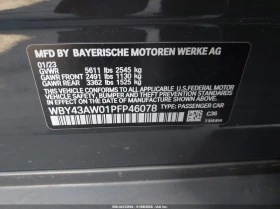 MFD. BY BAYERISCHE MOTOREN WERKE AG
01/23
GVWR 5611 lbs 2545 kg
GAWR FRONT 2491 lbs 1130 kg
GAWR REAR 3362 lbs 1525 kg
THIS VEHICLE CONFORMS TO ALL APPLICABLE
FEDERAL MOTOR VEHICLE SAFETY, BUMPER, AND
THEFT PREVENTION STANDARDS IN EFFECT ON THE
DATE OF MANUFACTURE SHOWN ABOVE.
WBY43AW01PFP46078 C36
TYPE: PASSENGER CAR